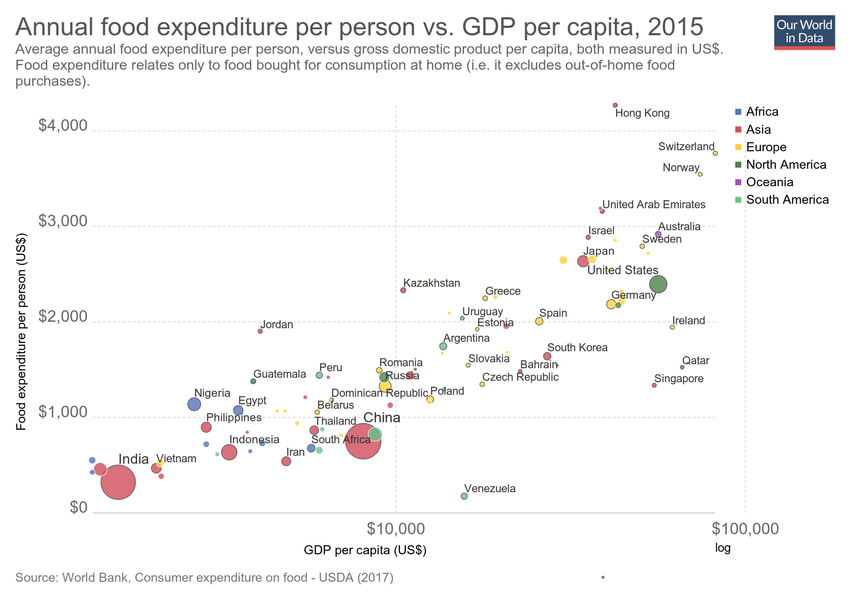 Annual food expenditure per person vs. GDP per capita, 2015
Our World
in Data
Average annual food expenditure per person, versus gross domestic product per capita, both measured in US$.
Food expenditure relates only to food bought for consumption at home (i.e. it excludes out-of-home food
purchases).
Africa
Asia
Europe
North America
Oceania
South America
Food expenditure per person (US$)
$4,000
$3,000
$2,000
$1,000
$0
Hong Kong
Switzerland
Norway
United Arab Emirates
Israel
Australia
Sweden
Japan
United States
Kazakhstan
Greece
Germany
Uruguay
Estonia
Spain
Ireland
Jordan
Argentina
South Korea
Slovakia
Bahrain
Qatar
Guatemala
Peru
Romania
Russia
Czech Republic
Singapore
Nigeria
Egypt
Dominican Republic
Poland
Belarus
Philippines
Thailand
China
Indonesia
South Africa
India
Vietnam
Iran
Venezuela
$10,000
$100,000
GDP per capita (US$)
log
Source: World Bank, Consumer expenditure on food - USDA (2017)